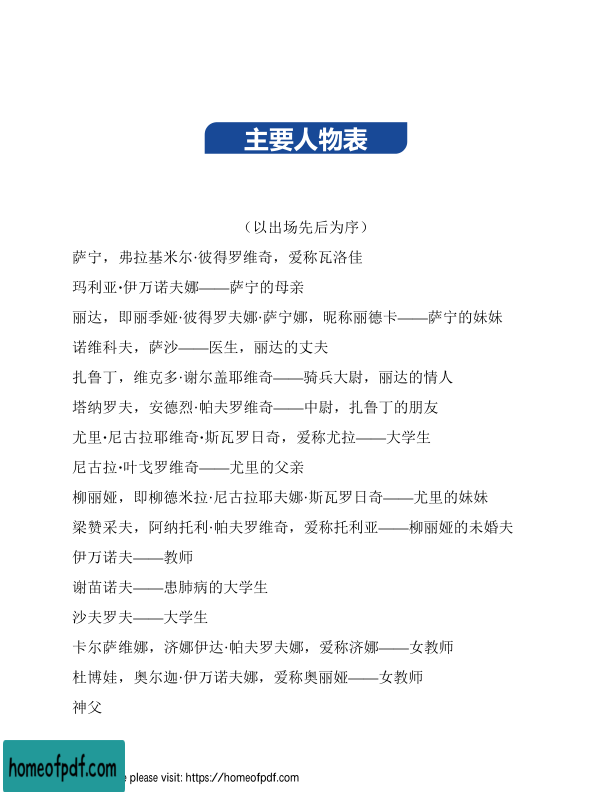 主要人物表
（以出场先后为序）
萨宁，弗拉基米尔·彼得罗维奇，爱称瓦洛佳
玛利亚·伊万诺夫娜——萨宁的母亲
丽达，即丽季娅·彼得罗夫娜·萨宁娜，昵称丽德卡——萨宁的妹妹
诺维科夫，萨沙——医生，丽达的丈夫
扎鲁丁，维克多·谢尔盖耶维奇——骑兵大尉，丽达的情人
塔纳罗夫，安德烈·帕夫罗维奇——中尉，扎鲁丁的朋友
尤里·尼古拉耶维奇·斯瓦罗日奇，爱称尤拉——大学生
尼古拉·叶戈罗维奇——尤里的父亲
柳丽娅，即柳德米拉·尼古拉耶夫娜·斯瓦罗日奇——尤里的妹妹
梁赞采夫，阿纳托利·帕夫罗维奇，爱称托利亚——柳丽娅的未婚夫
伊万诺夫——教师
谢苗诺夫——患肺病的大学生
沙夫罗夫——大学生
卡尔萨维娜，济娜伊达·帕夫罗夫娜，爱称济娜——女教师
杜博娃，奥尔迦·伊万诺夫娜，爱称奥丽娅——女教师
神父
homeofpdf.com
please visit: https://homeofpdf.com